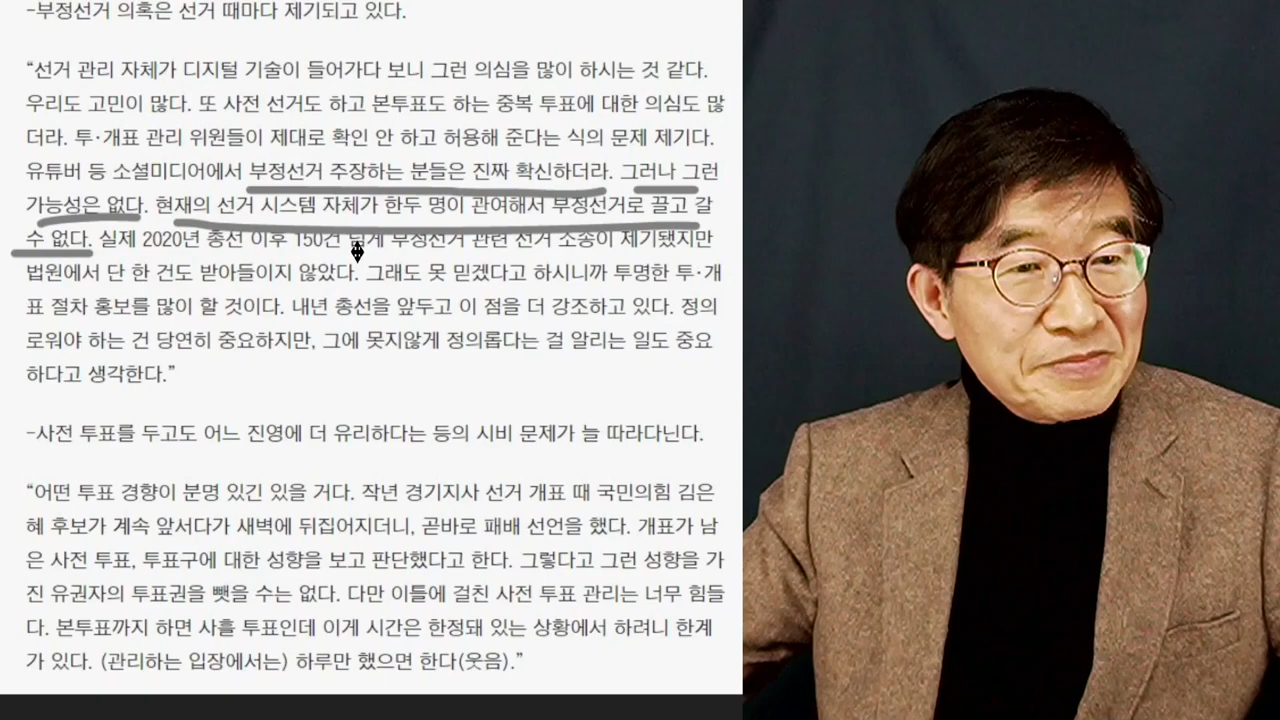 -부정선거 의혹은 선거 때마다 제기되고 있다.
“선거 관리 자체가 디지털 기술이 들어가다 보니 그런 의심을 많이 하시는 것 같다.
우리도 고민이 많다. 또 사전 선거도 하고 본투표도 하는 중복 투표에 대한 의심도 많
더라. 투·개표 관리 위원들이 제대로 확인 안 하고 허용해 준다는 식의 문제 제기다.
유튜버 등 소셜미디어에서 부정선거 주장하는 분들은 진짜 확신하더라. 그러나 그런
가능성은 없다. 현재의 선거 시스템 자체가 한두 명이 관여해서 부정선거로 끌고 갈
수 없다. 실제 2020년 총선 이후 150건 넘게 부정선거 관련 선거 소송이 제기됐지만
법원에서 단 한 건도 받아들이지 않았다. 그래도 못 믿겠다고 하시니까 투명한 투·개
표 절차 홍보를 많이 할 것이다. 내년 총선을 앞두고 이 점을 더 강조하고 있다. 정의
로워야 하는 건 당연히 중요하지만, 그에 못지않게 정의롭다는 걸 알리는 일도 중요
하다고 생각한다.”
-사전 투표를 두고도 어느 진영에 더 유리하다는 등의 시비 문제가 늘 따라다닌다.
“어떤 투표 경향이 분명 있긴 있을 거다. 작년 경기지사 선거 개표 때 국민의힘 김은
혜 후보가 계속 앞서다가 새벽에 뒤집어지더니, 곧바로 패배 선언을 했다. 개표가 남
은 사전 투표, 투표구에 대한 성향을 보고 판단했다고 한다. 그렇다고 그런 성향을 가
진 유권자의 투표권을 뺏을 수는 없다. 다만 이틀에 걸친 사전 투표 관리는 너무 힘들
다. 본투표까지 하면 사흘 투표인데 이게 시간은 한정돼 있는 상황에서 하려니 한계
가 있다. (관리하는 입장에서는) 하루만 했으면 한다(웃음).”